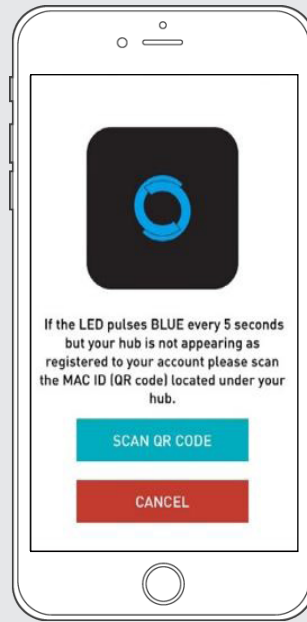 If the LED pulses BLUE every 5 seconds
but your hub is not appearing as
registered to your account please scan
the MAC ID (QR code) located under your
hub.
SCAN QR CODE
CANCEL